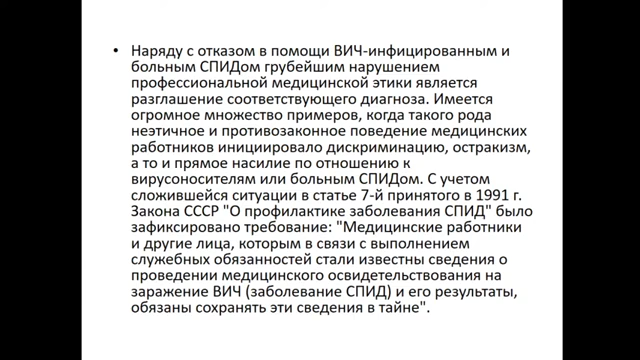 • Наряду с отказом в помощи ВИЧ-инфицированным и
больным СПИДом грубейшим нарушением
профессиональной медицинской этики является
разглашение соответствующего диагноза. Имеется
огромное множество примеров, когда такого рода
неэтичное и противозаконное поведение медицинских
работников инициировало дискриминацию, остракизм,
а то и прямое насилие по отношению к
вирусоносителям или больным СПИДом. С учетом
сложившейся ситуации в статье 7-й принятого в 1991 г.
Закона СССР "О профилактике заболевания СПИД" было
зафиксировано требование: "Медицинские работники
и другие лица, которым в связи с выполнением
служебных обязанностей стали известны сведения о
проведении медицинского освидетельствования на
заражение ВИЧ (заболевание СПИД) и его результаты,
обязаны сохранять эти сведения в тайне".